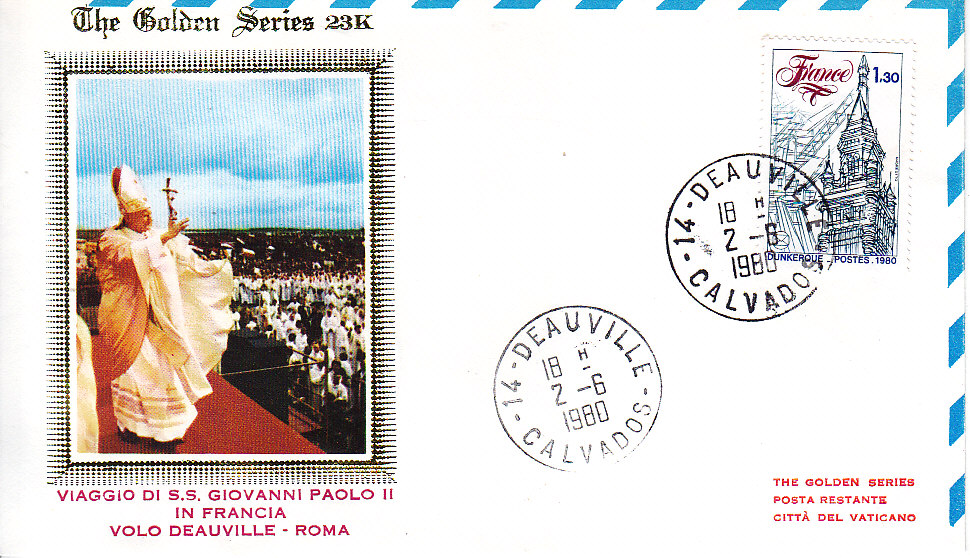 The Golden Series 23K
France 1.30
DUNKERQUE - POSTES . 1980
14 - DEAUVILLE - CALVADOS -
18 H
2 - 6
1980
14 - DEAUVILLE - CALVADOS -
18 H
2 - 6
1980
VIAGGIO DI S.S. GIOVANNI PAOLO II
IN FRANCIA
VOLO DEAUVILLE - ROMA
THE GOLDEN SERIES
POSTA RESTANTE
CITTÀ DEL VATICANO